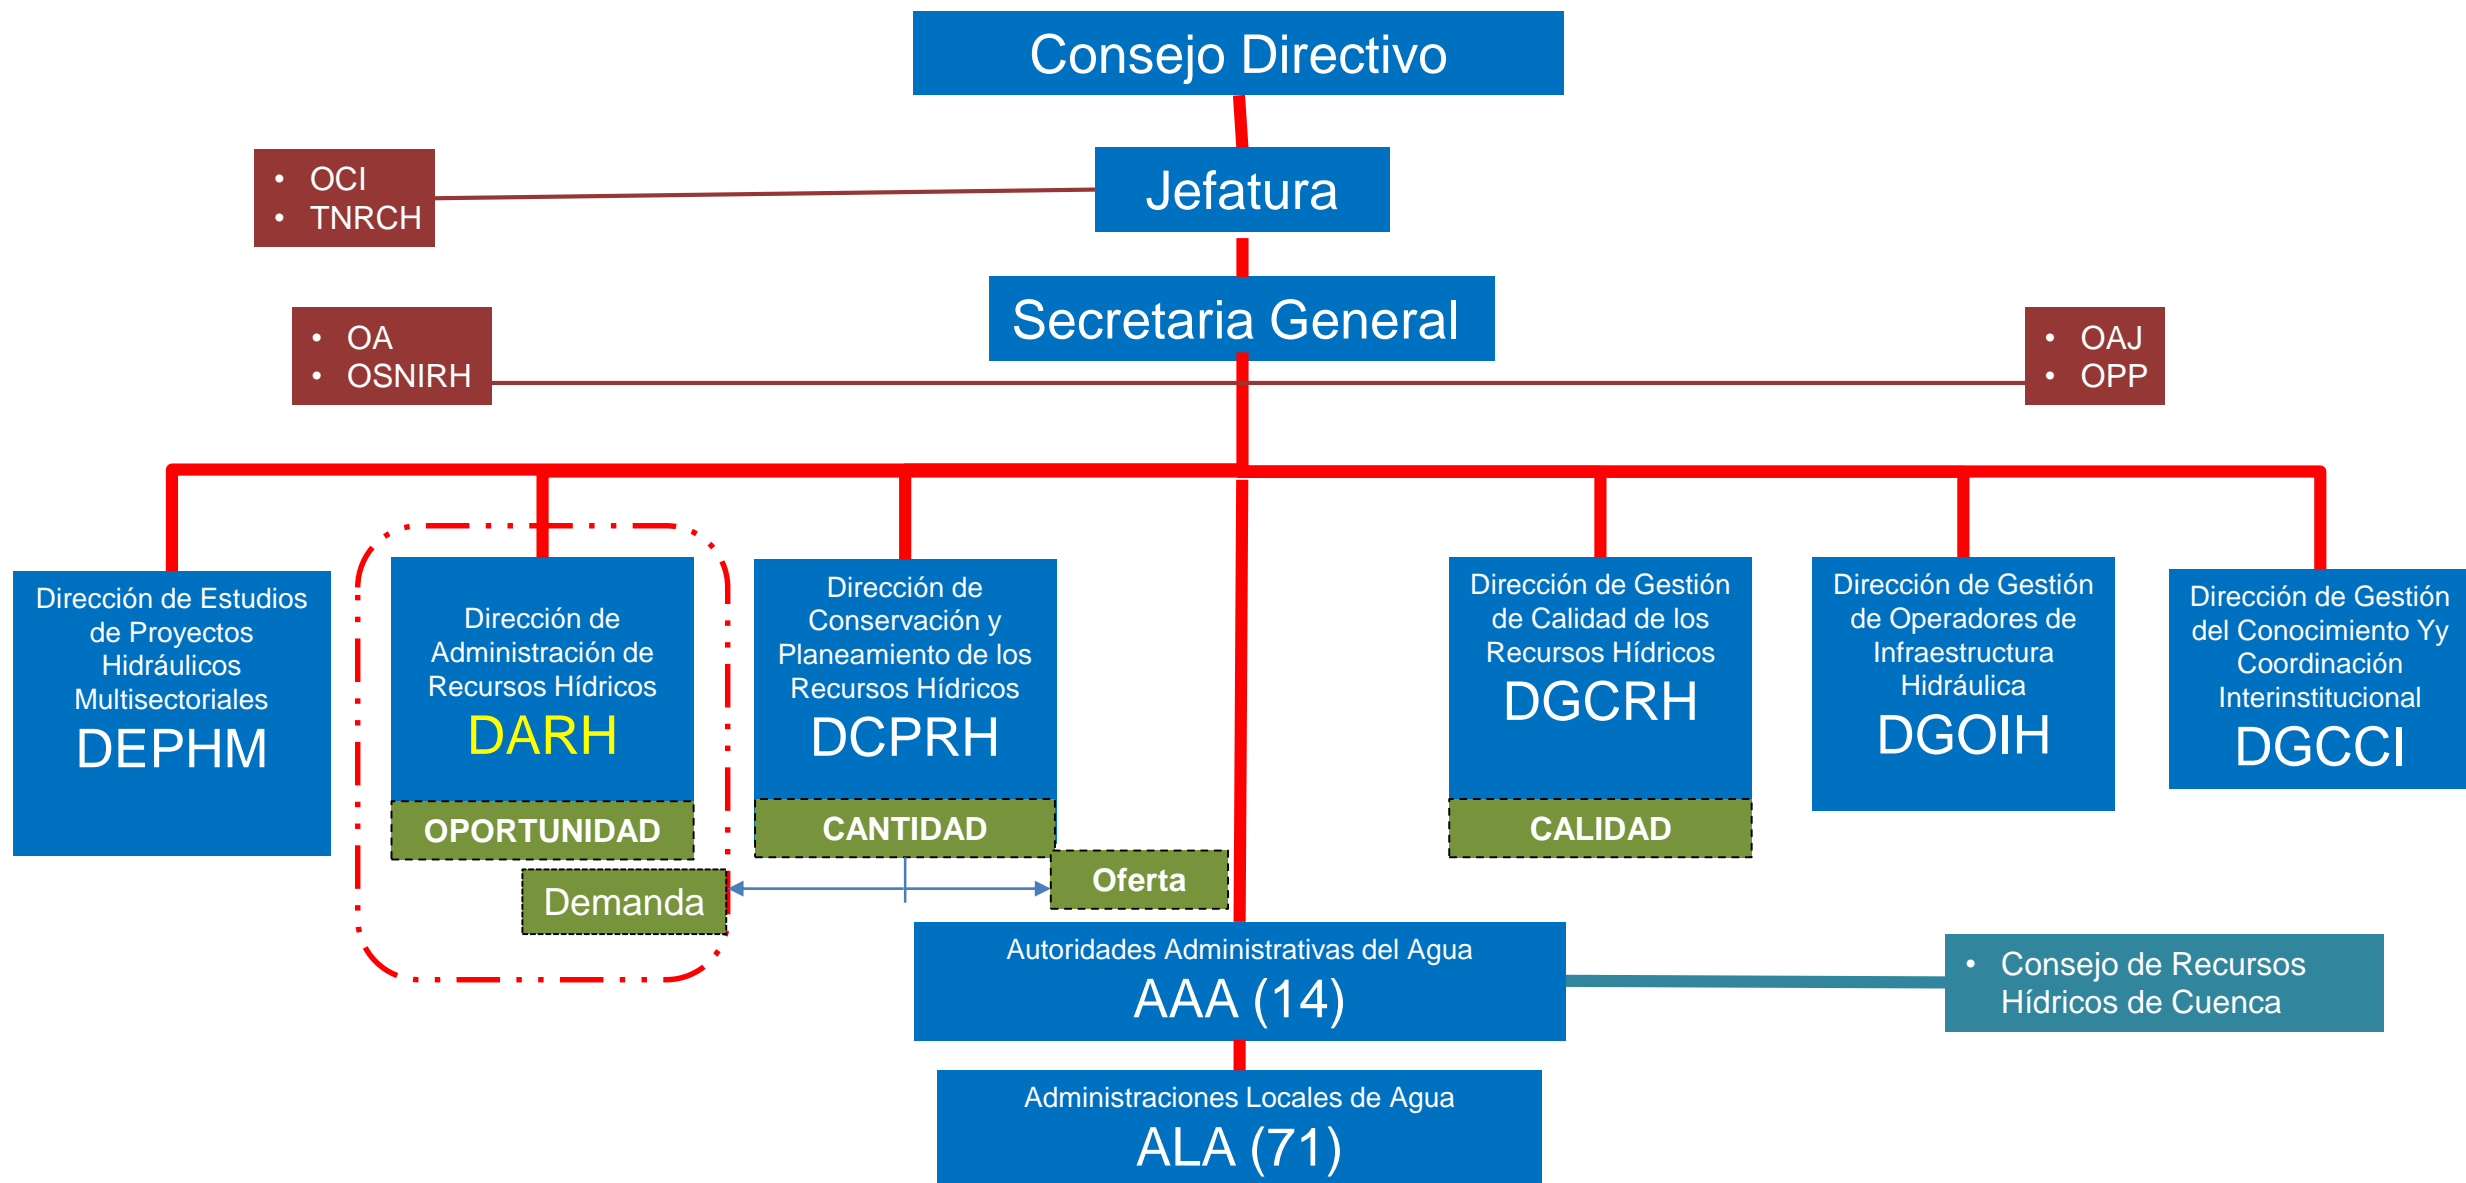 Consejo Directivo
• OCI
• TNRCH
Jefatura
Secretaria General
• OA
• OSNIRH
• OAJ
• OPP
Dirección de Estudios
de Proyectos
Hidráulicos
Multisectoriales
DEPHM
Dirección de
Administración de
Recursos Hídricos
DARH
OPORTUNIDAD
Demanda
Dirección de
Conservación y
Planeamiento de los
Recursos Hídricos
DCPRH
CANTIDAD
Oferta
Dirección de Gestión
de Calidad de los
Recursos Hídricos
DGCRH
CALIDAD
Dirección de Gestión
de Operadores de
Infraestructura
Hidráulica
DGOIH
Dirección de Gestión
del Conocimiento Yy
Coordinación
Interinstitucional
DGCCI
Autoridades Administrativas del Agua
AAA (14)
• Consejo de Recursos
Hídricos de Cuenca
Administraciones Locales de Agua
ALA (71)